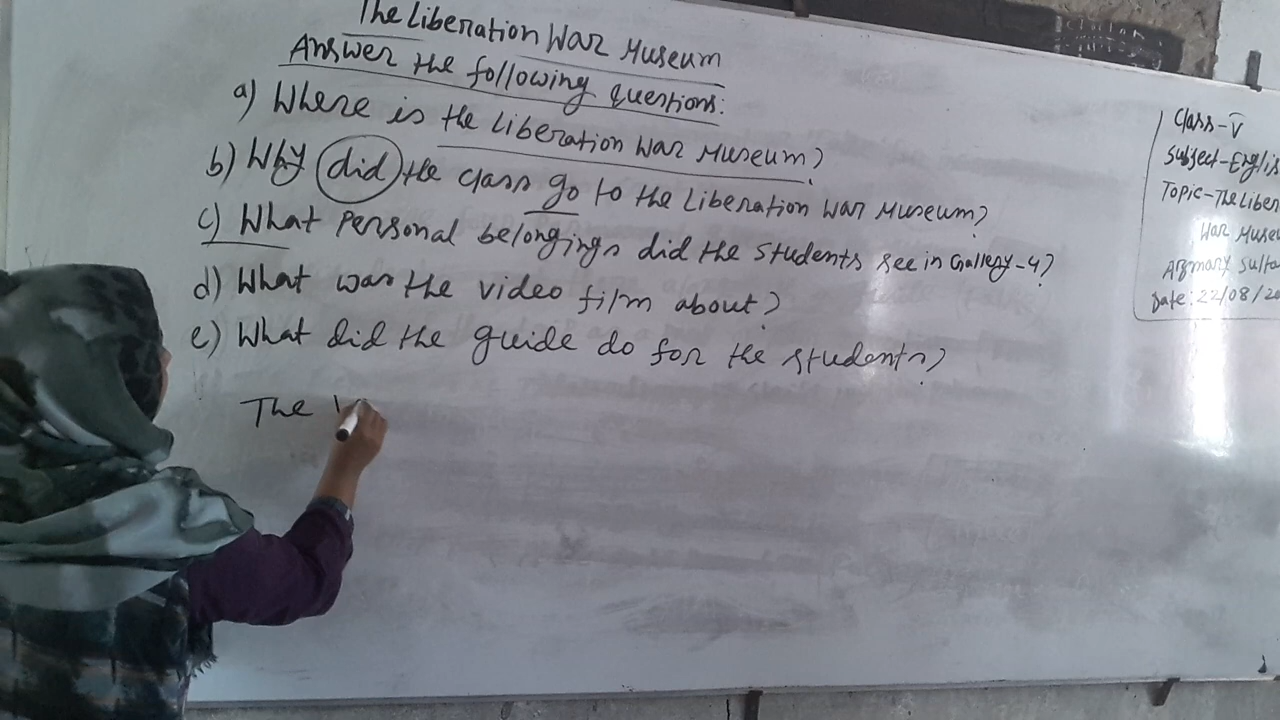 The Liberation War Museum
Answer the following questions:
a) Where is the Liberation War Museum?
b) Why did the class go to the Liberation War Museum?
c) What personal belongings did the students see in Gallery-4?
d) What was the video film about?
e) What did the guide do for the students?
The
Class-V
Subject-Englis
Topic-The Liber
War Museu
Date: 22/08/20